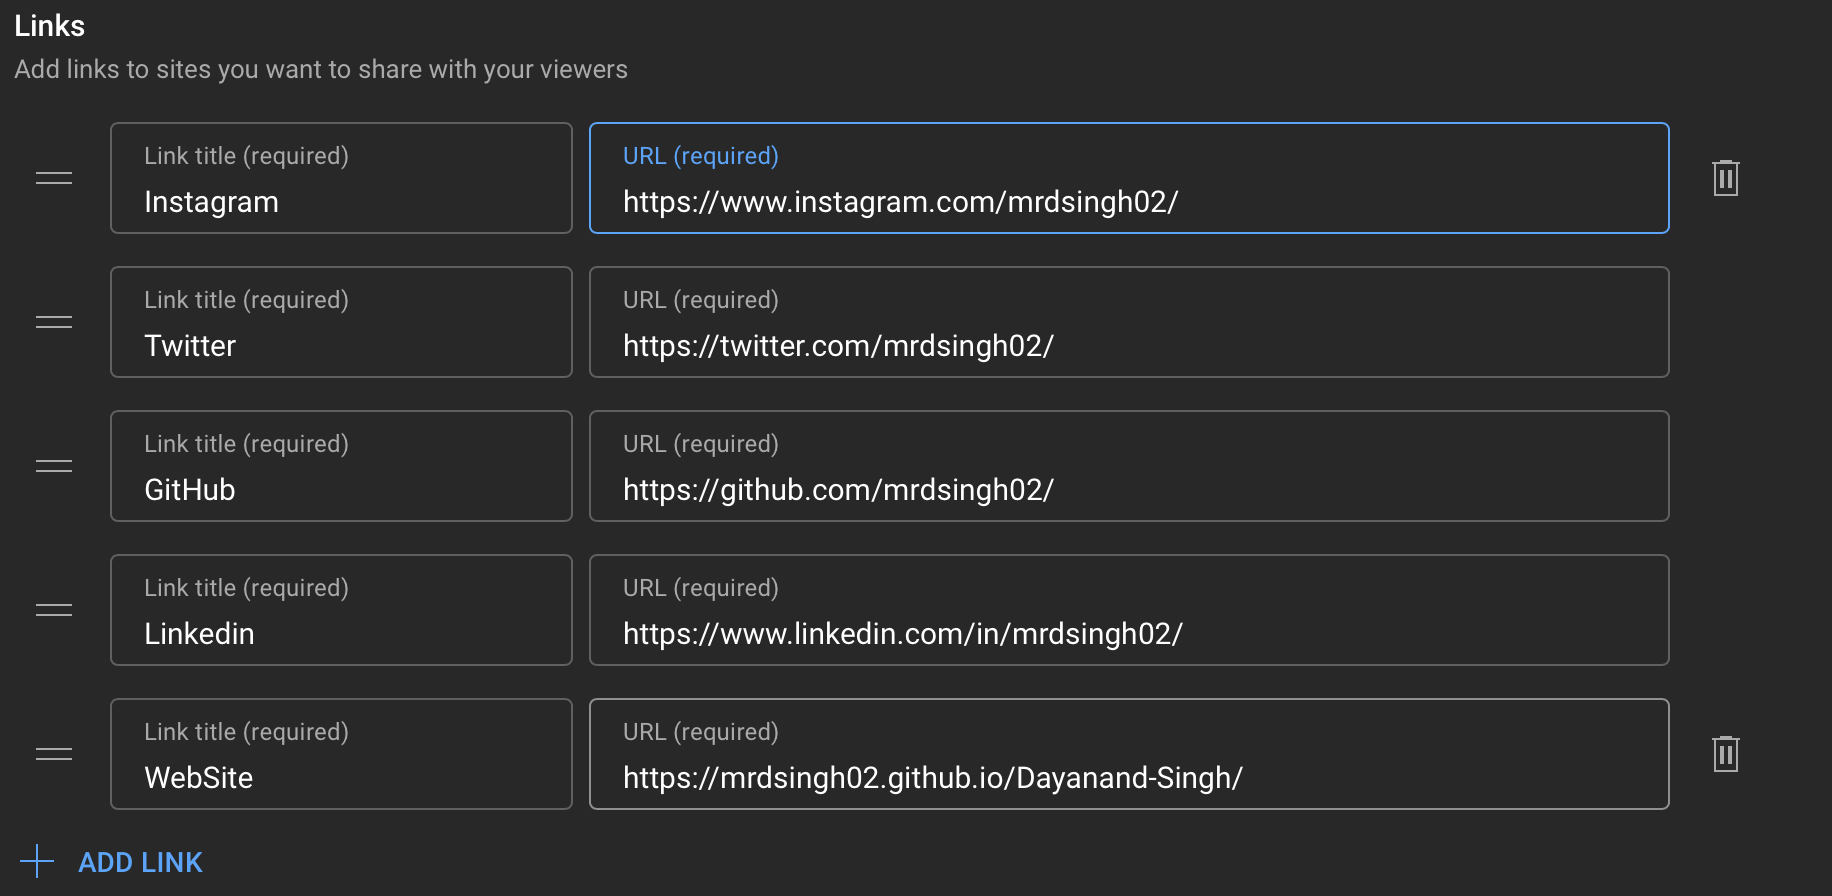 Links
Add links to sites you want to share with your viewers
Link title (required)
Instagram
URL (required)
https://www.instagram.com/mrdsingh02/
Link title (required)
Twitter
URL (required)
https://twitter.com/mrdsingh02/
Link title (required)
GitHub
URL (required)
https://github.com/mrdsingh02/
Link title (required)
Linkedin
URL (required)
https://www.linkedin.com/in/mrdsingh02/
Link title (required)
WebSite
URL (required)
https://mrdsingh02.github.io/Dayanand-Singh/
ADD LINK